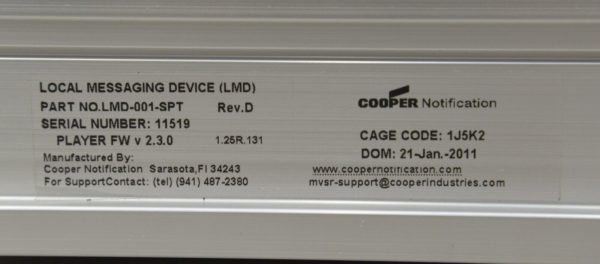 LOCAL MESSAGING DEVICE (LMD)
PART NO.LMD-001-SPT Rev.D
SERIAL NUMBER: 11519
PLAYER FW v 2.3.0 1.25R.131
Manufactured By:
Cooper Notification Sarasota,Fl 34243
For SupportContact: (tel) (941) 487-2380
COOPER Notification
CAGE CODE: 1J5K2
DOM: 21-Jan.-2011
www.coopernotification.com
mvsr-support@cooperindustries.com